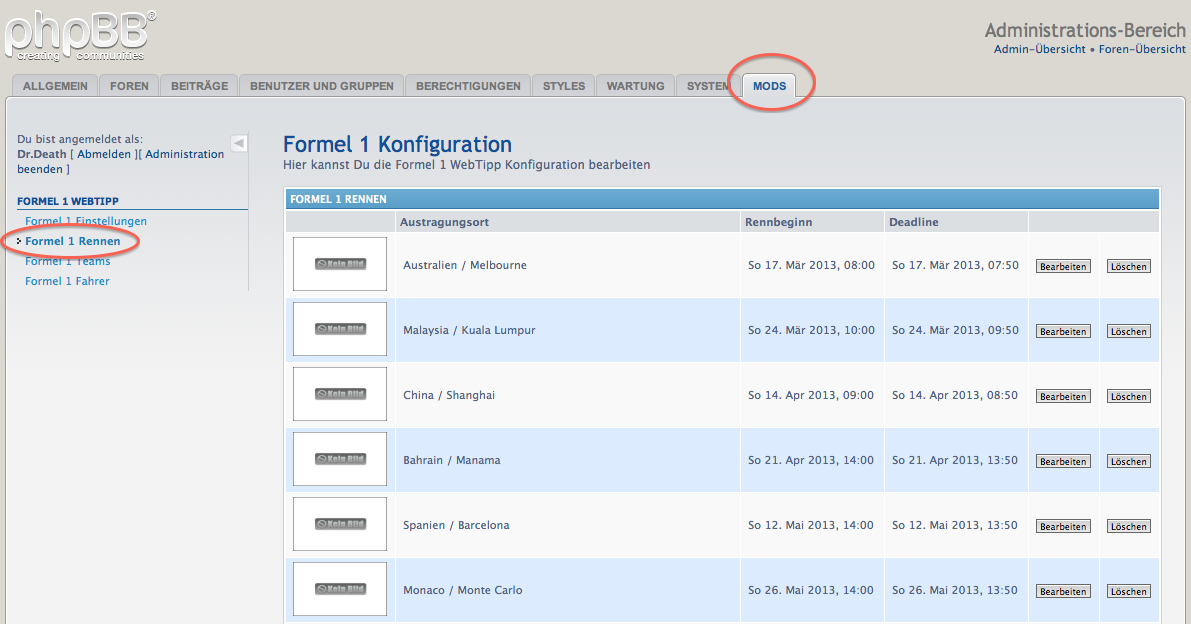 phpBB®
creating communities
Administrations-Bereich
Admin-Übersicht • Foren-Übersicht
ALLGEMEIN FOREN BEITRÄGE BENUTZER UND GRUPPEN BERECHTIGUNGEN STYLES WARTUNG SYSTEM MODS
Du bist angemeldet als:
Dr.Death [ Abmelden ][ Administration
beenden ]
FORMEL 1 WEBTIPP
Formel 1 Einstellungen
Formel 1 Rennen
Formel 1 Teams
Formel 1 Fahrer
Formel 1 Konfiguration
Hier kannst Du die Formel 1 WebTipp Konfiguration bearbeiten
FORMEL 1 RENNEN
Austragungsort Rennbeginn Deadline
Kein Bild Australien / Melbourne So 17. Mär 2013, 08:00 So 17. Mär 2013, 07:50 Bearbeiten Löschen
Kein Bild Malaysia / Kuala Lumpur So 24. Mär 2013, 10:00 So 24. Mär 2013, 09:50 Bearbeiten Löschen
Kein Bild China / Shanghai So 14. Apr 2013, 09:00 So 14. Apr 2013, 08:50 Bearbeiten Löschen
Kein Bild Bahrain / Manama So 21. Apr 2013, 14:00 So 21. Apr 2013, 13:50 Bearbeiten Löschen
Kein Bild Spanien / Barcelona So 12. Mai 2013, 14:00 So 12. Mai 2013, 13:50 Bearbeiten Löschen
Kein Bild Monaco / Monte Carlo So 26. Mai 2013, 14:00 So 26. Mai 2013, 13:50 Bearbeiten Löschen